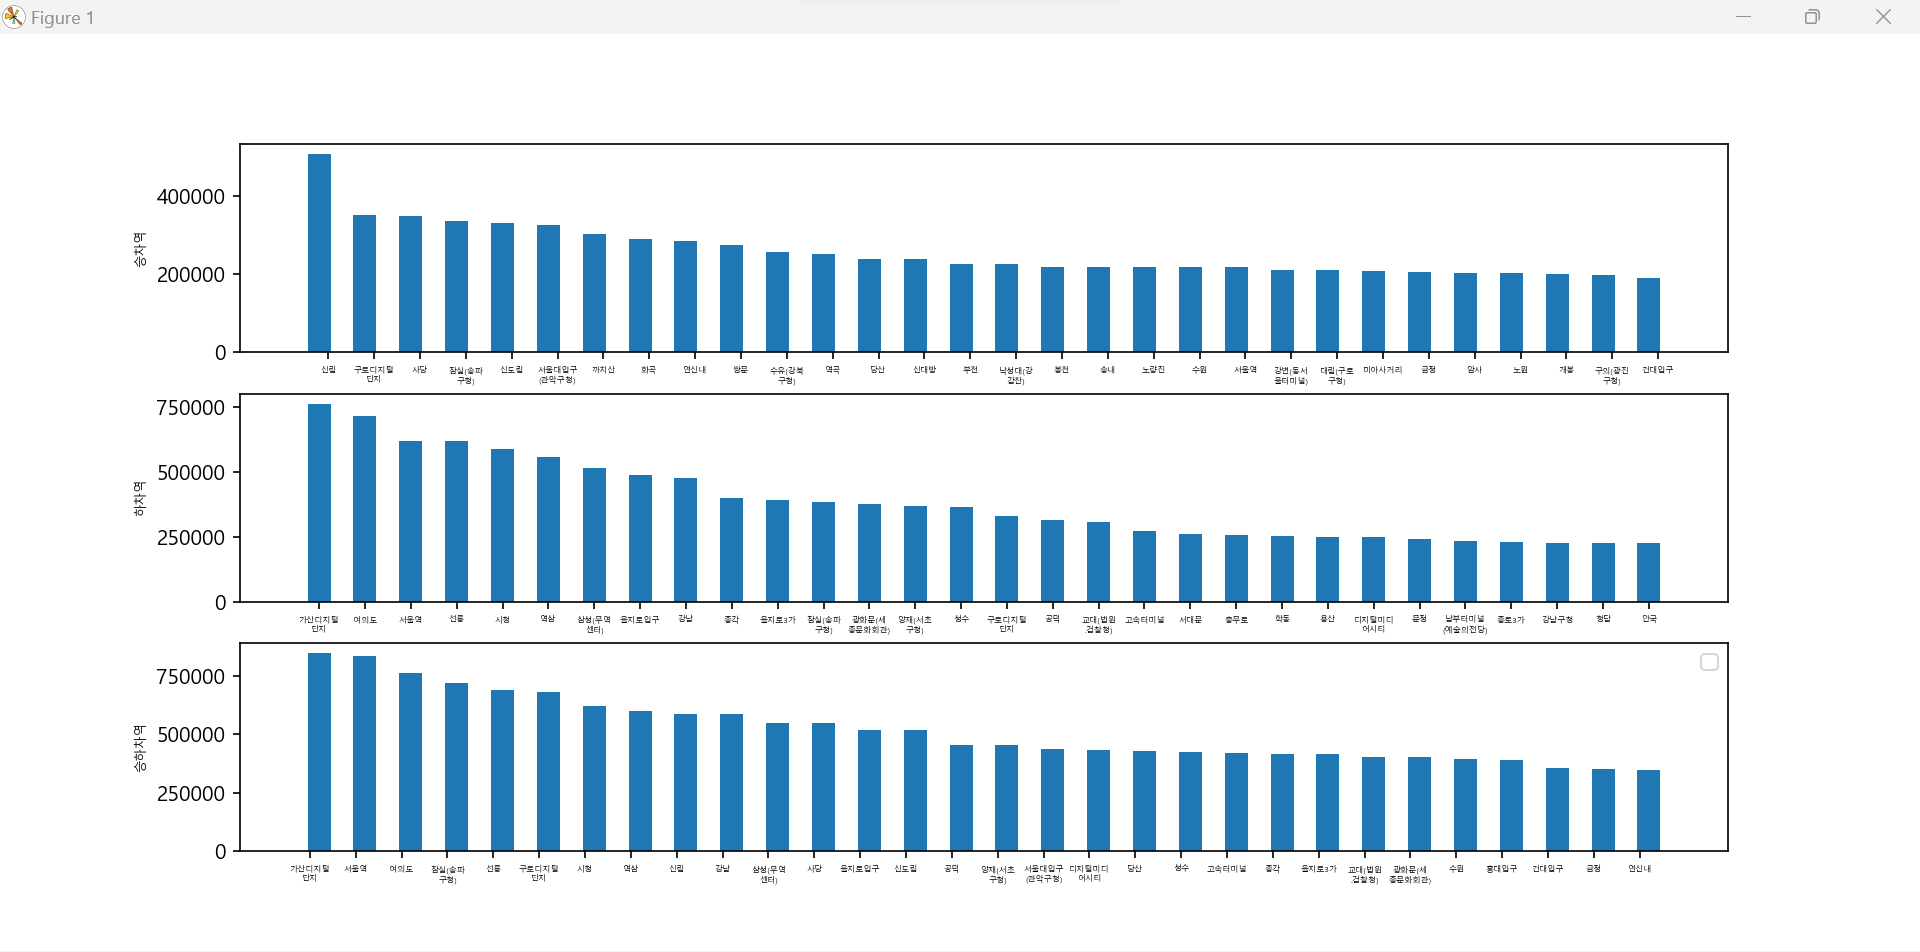 Figure 1
승차역
400000
200000
0
신림 구로디지털 사당 잠실(송파 신도림 서울대입구 까치산 화곡 연신내 쌍문 수유(강북 역곡 당산 신대방 부천 낙성대(강 봉천 송내 노량진 수원 서울역 강변(동서 대림(구로 미아사거리 금정 암사 노원 개봉 구의(광진 건대입구
단지 구청) (관악구청) 구청) 감찬) 울터미널) 구청) 구청)
하차역
750000
500000
250000
0
가산디지털 여의도 서울역 선릉 시청 역삼 삼성(무역 을지로입구 강남 종각 을지로3가 잠실(송파 광화문(세 양재(서초 성수 구로디지털 공덕 교대(법원 고속터미널 서대문 충무로 학동 용산 디지털미디 문정 남부터미널 종로3가 강남구청 청담 안국
단지 센터) 구청) 종문화회관) 구청) 단지 .검찰청) 어시티 (예술의전당)
승하차역
750000
500000
250000
0
가산디지털 서울역 여의도 잠실(송파 선릉 구로디지털 시청 역삼 신림 강남 삼성(무역 사당 을지로입구 신도림 공덕 양재(서초 서울대입구 디지털미디 당산 성수 고속터미널 종각 을지로3가 교대(법원 광화문(세 수원 홍대입구 건대입구 금정 연신내
단지 구청) 단지 센터) 구청) (관악구청) 어시티 .검찰청) 종문화회관)